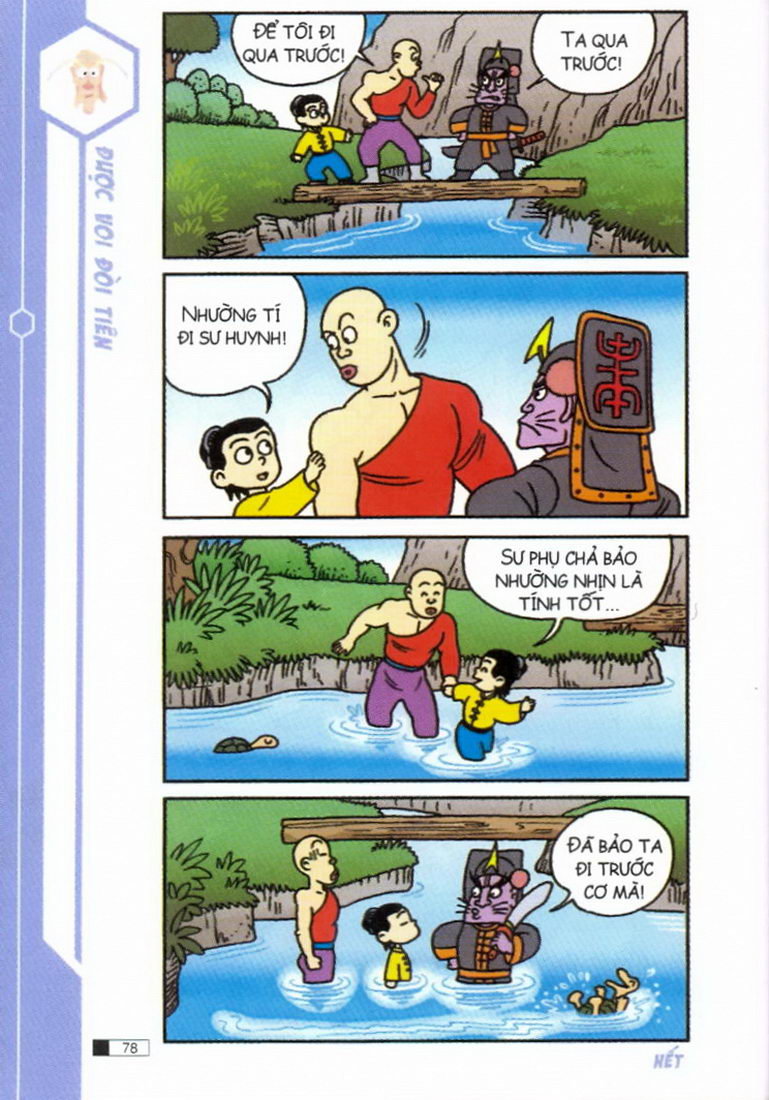 ĐƯỢC VOI ĐÒI TIÊN
ĐỂ TÔI ĐI
QUA TRƯỚC!
TA QUA
TRƯỚC!
NHƯỜNG TÍ
ĐI SƯ HUYNH!
SƯ PHỤ CHẢ BẢO
NHƯỜNG NHỊN LÀ
TÍNH TỐT...
ĐÃ BẢO TA
ĐI TRƯỚC
CƠ MÀ!
78
HẾT